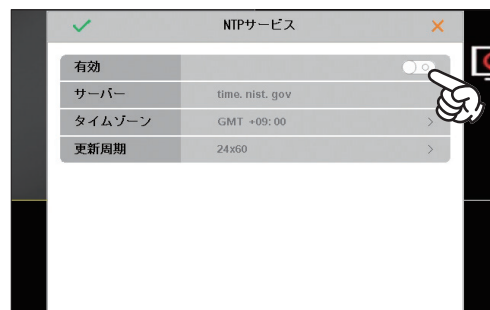 NTPサービス
有効
サーバー time. nist. gov
タイムゾーン GMT +09: 00 >
更新周期 24x60 >